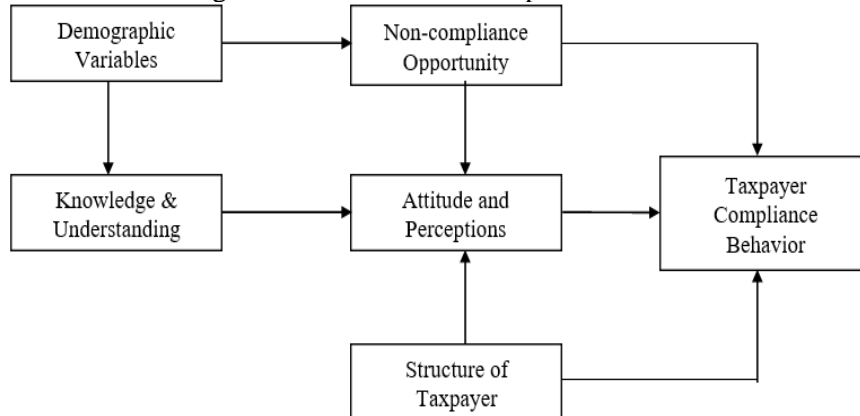 Demographic
Variables
Non-compliance
Opportunity
Knowledge &
Understanding
Attitude and
Perceptions
Taxpayer
Compliance
Behavior
Structure of
Taxpayer